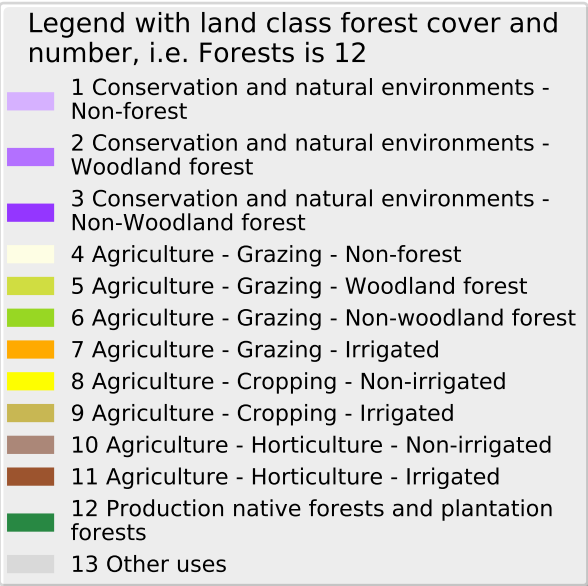 Legend with land class forest cover and
number, i.e. Forests is 12
1 Conservation and natural environments -
Non-forest
2 Conservation and natural environments -
Woodland forest
3 Conservation and natural environments -
Non-Woodland forest
4 Agriculture - Grazing - Non-forest
5 Agriculture - Grazing - Woodland forest
6 Agriculture - Grazing - Non-woodland forest
7 Agriculture - Grazing - Irrigated
8 Agriculture - Cropping - Non-irrigated
9 Agriculture - Cropping - Irrigated
10 Agriculture - Horticulture - Non-irrigated
11 Agriculture - Horticulture - Irrigated
12 Production native forests and plantation
forests
13 Other uses